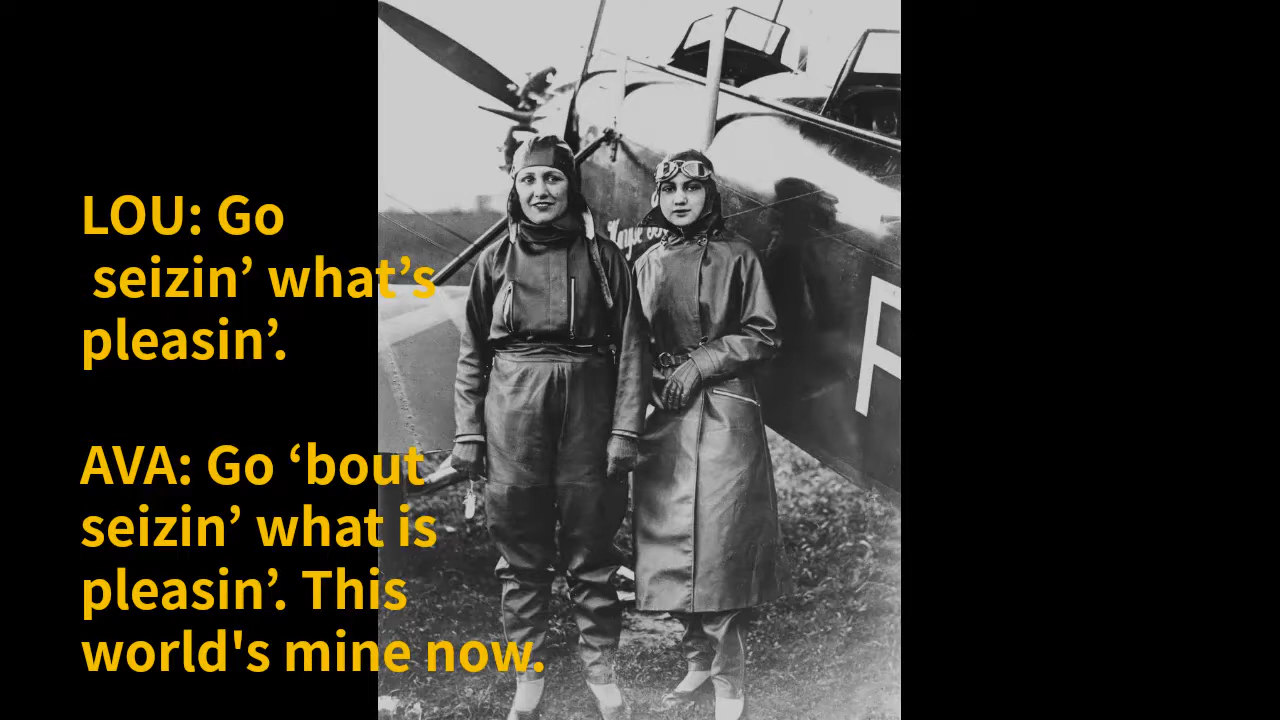 LOU: Go
seizin’ what’s
pleasin’.
AVA: Go ‘bout
seizin’ what is
pleasin’. This
world's mine now.